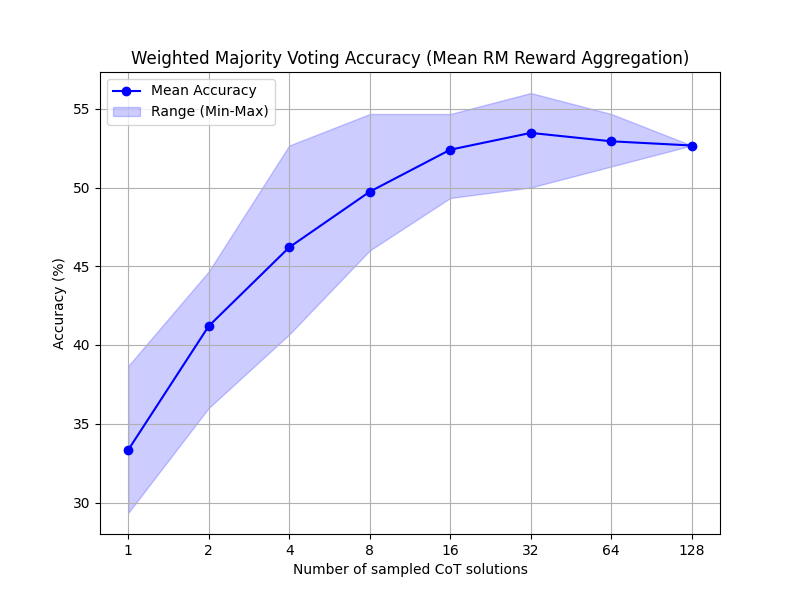 Weighted Majority Voting Accuracy (Mean RM Reward Aggregation)
Mean Accuracy
Range (Min-Max)
Accuracy (%)
55
50
45
40
35
30
1 2 4 8 16 32 64 128
Number of sampled CoT solutions